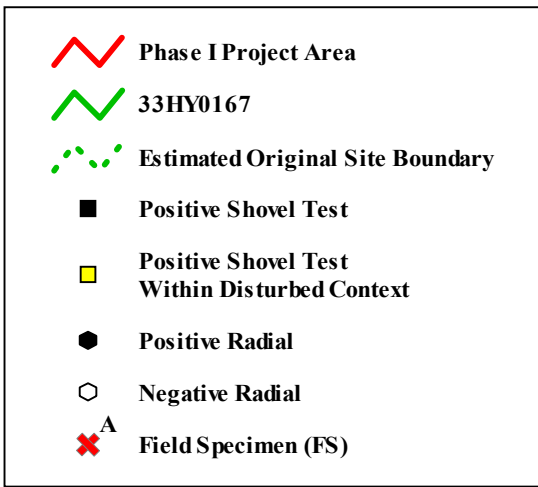 Phase I Project Area
33HY0167
Estimated Original Site Boundary
Positive Shovel Test
Positive Shovel Test
Within Disturbed Context
Positive Radial
Negative Radial
A
Field Specimen (FS)